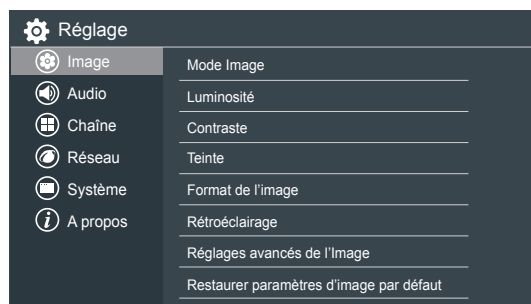 Réglage
Image
Audio
Chaîne
Réseau
Système
A propos
Mode Image
Luminosité
Contraste
Teinte
Format de l'image
Rétroéclairage
Réglages avancés de l'Image
Restaurer paramètres d'image par défaut